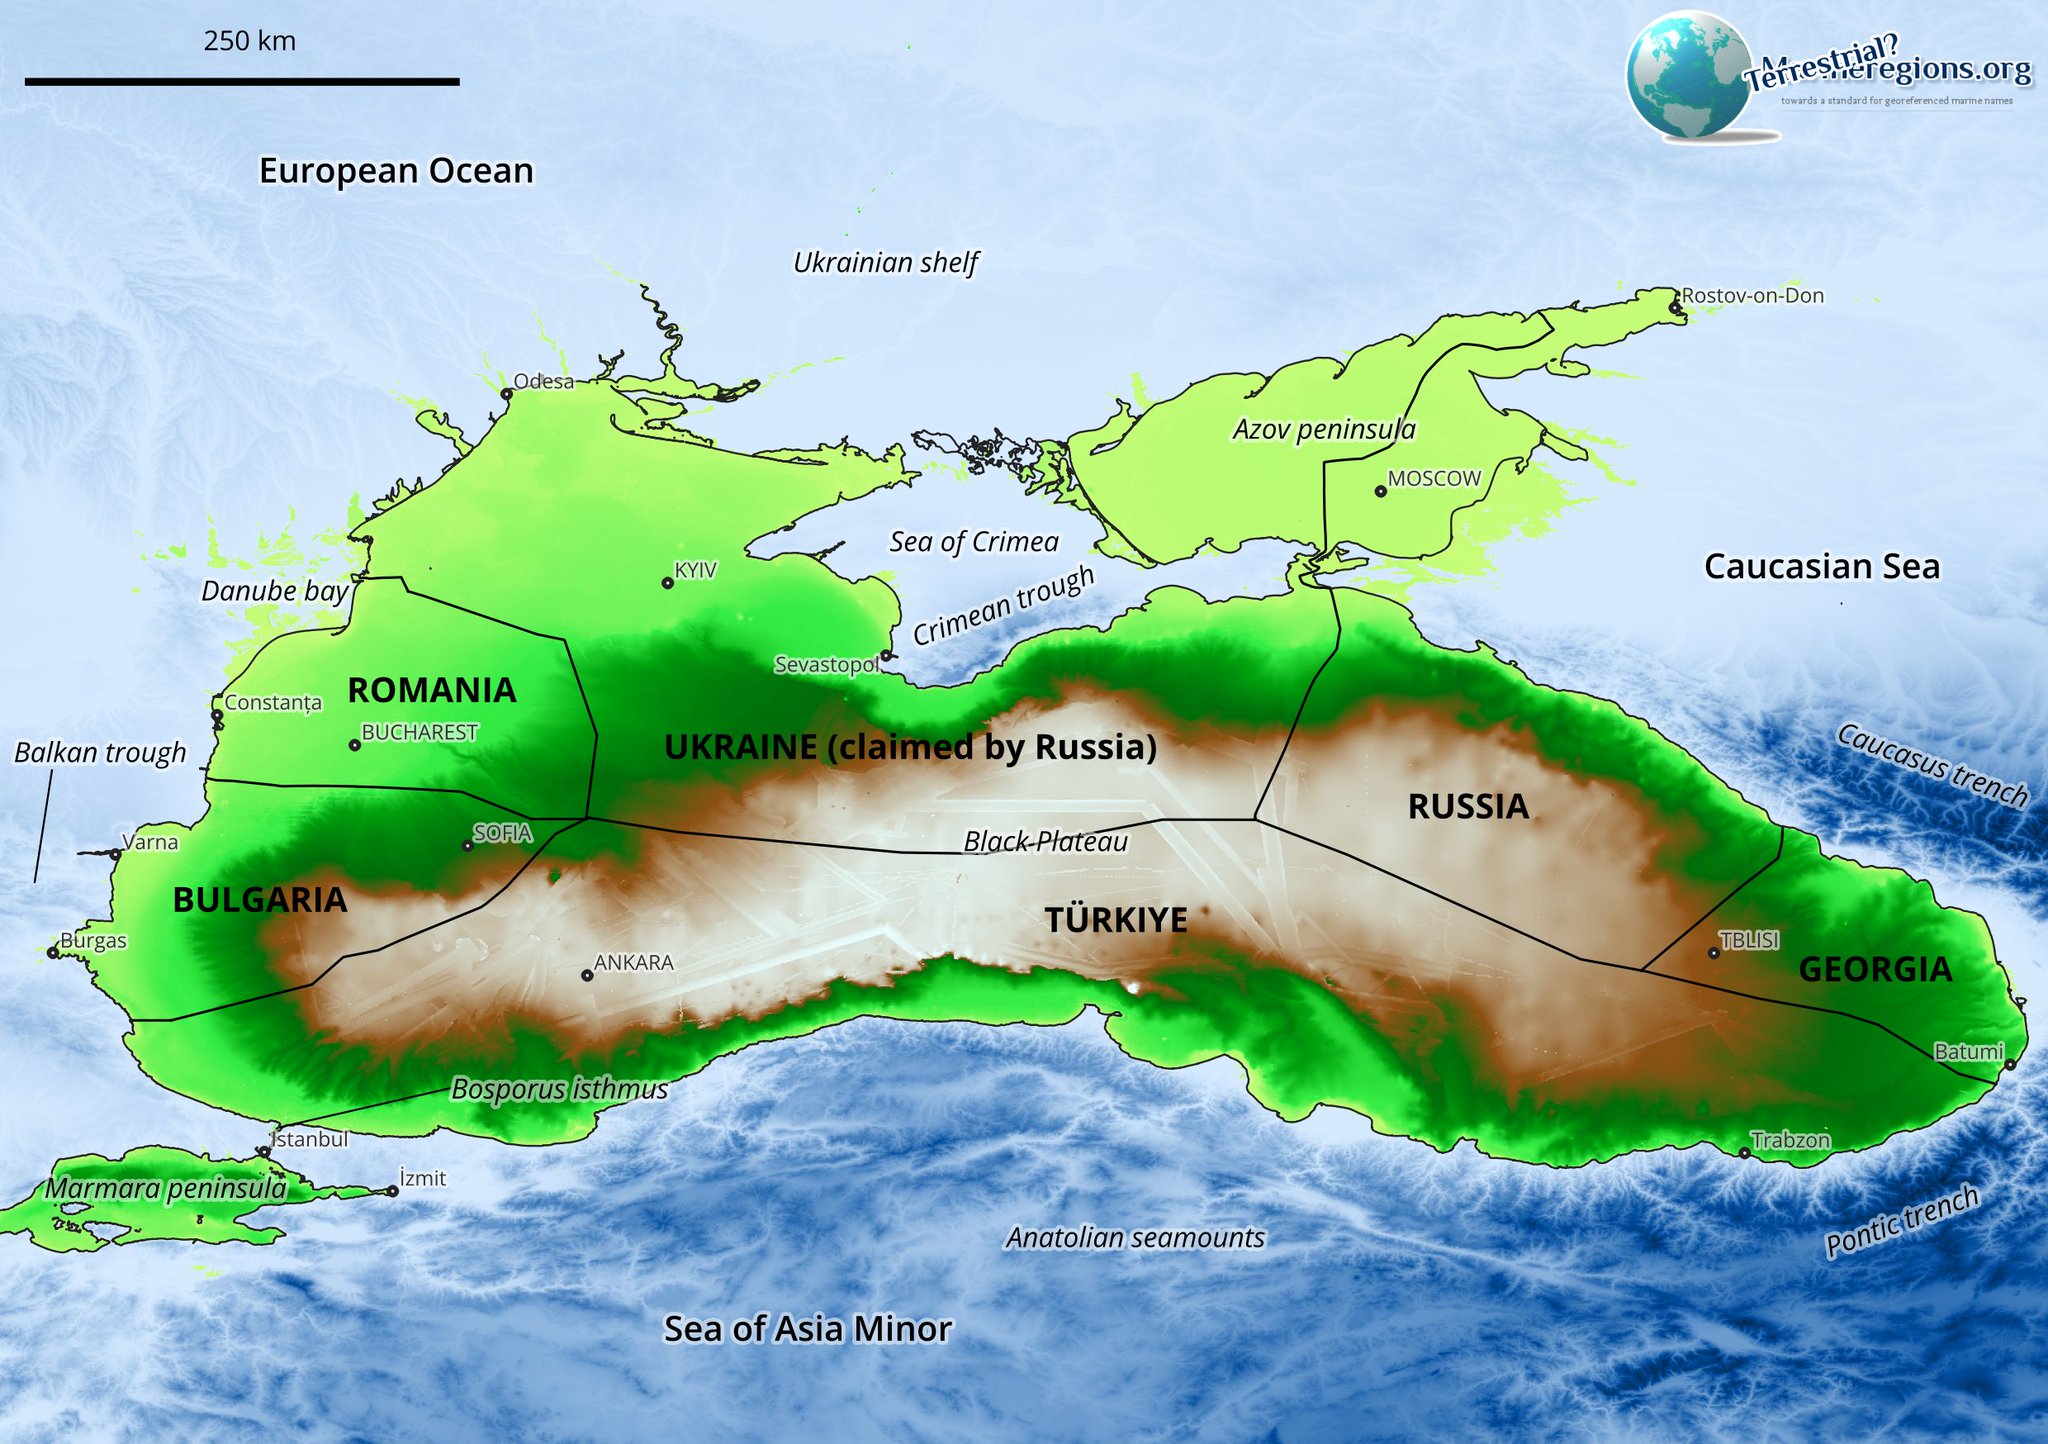 250 km
Terrestrial?
Marineregions.org
towards a standard for georeferenced marine names
European Ocean
Ukrainian shelf
Rostov-on-Don
Odesa
Azov peninsula
MOSCOW
Sea of Crimea
Caucasian Sea
KYIV
Danube bay
Crimean trough
Sevastopol
ROMANIA
Constanța
BUCHAREST
Balkan trough
UKRAINE (claimed by Russia)
Caucasus trench
RUSSIA
SOFIA
Varna
Black Plateau
BULGARIA
TÜRKIYE
Burgas
TBLISI
ANKARA
GEORGIA
Batumi
Bosporus isthmus
Istanbul
Trabzon
İzmit
Marmara peninsula
Pontic trench
Anatolian seamounts
Sea of Asia Minor